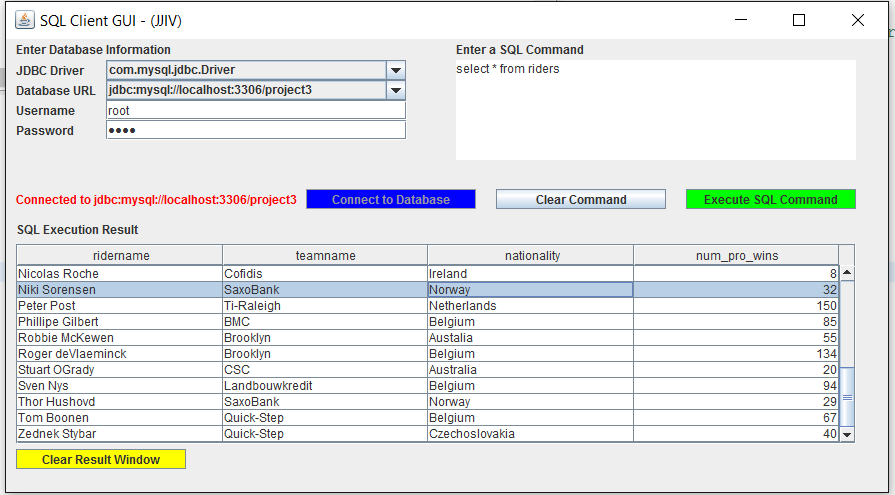 SQL Client GUI - (JJIV)
Enter Database Information
Enter a SQL Command
JDBC Driver com.mysql.jdbc.Driver
select * from riders
Database URL jdbc:mysql://localhost:3306/project3
Username root
Password ●●●●
Connected to jdbc:mysql://localhost:3306/project3 Connect to Database Clear Command Execute SQL Command
SQL Execution Result
ridername teamname nationality num_pro_wins
Nicolas Roche Cofidis Ireland 8
Niki Sorensen SaxoBank Norway 32
Peter Post Ti-Raleigh Netherlands 150
Phillipe Gilbert BMC Belgium 85
Robbie McKewen Brooklyn Austalia 55
Roger deVlaeminck Brooklyn Belgium 134
Stuart OGrady CSC Australia 20
Sven Nys Landbouwkredit Belgium 94
Thor Hushovd SaxoBank Norway 29
Tom Boonen Quick-Step Belgium 67
Zednek Stybar Quick-Step Czechoslovakia 40
Clear Result Window